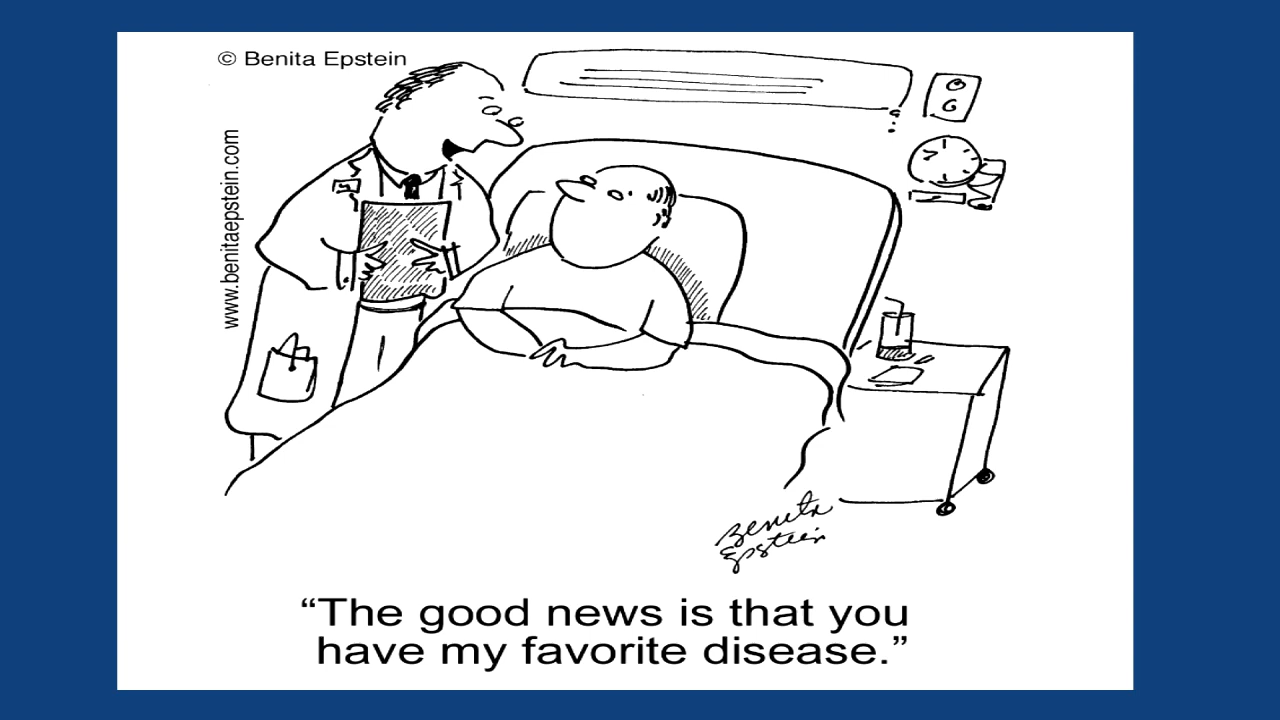 © Benita Epstein
www.benitaepstein.com
Benita
Epstein
“The good news is that you
have my favorite disease.”